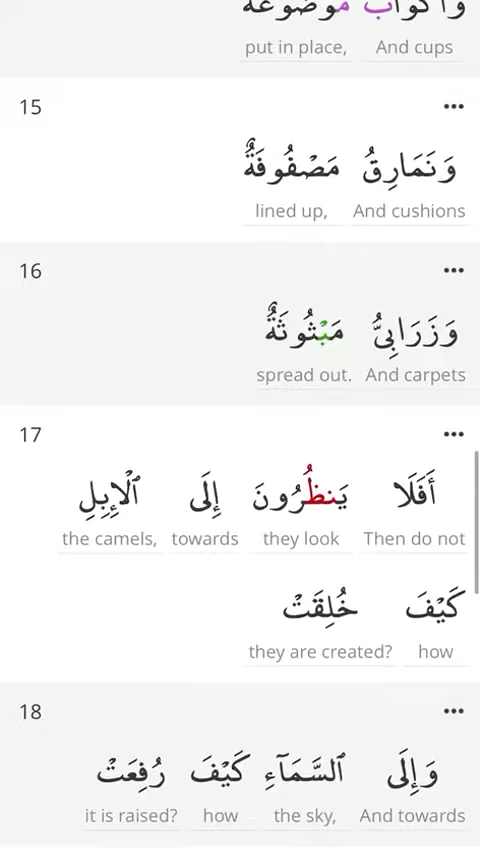 وَأَكْوَابٌ مَّوْضُوعَةٌ
And cups put in place,
15
وَنَمَارِقُ مَصْفُوفَةٌ
And cushions lined up,
16
وَزَرَابِىُّ مَبْثُوثَةٌ
And carpets spread out.
17
أَفَلَا يَنظُرُونَ إِلَى ٱلْإِبِلِ
Then do not they look towards the camels,
كَيْفَ خُلِقَتْ
how they are created?
18
وَإِلَى ٱلسَّمَآءِ كَيْفَ رُفِعَتْ
And towards the sky, how it is raised?